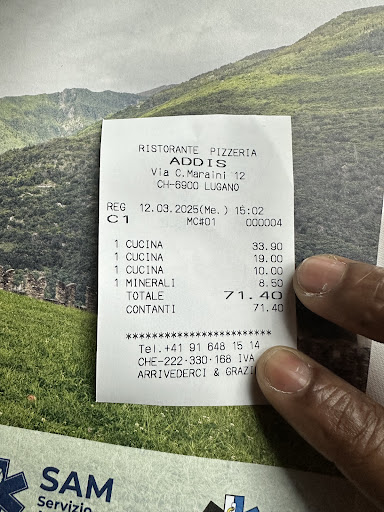 RISTORANTE PIZZERIA
ADDIS
Via C.Maraini 12
CH-6900 LUGANO
REG 12.03.2025(Me.) 15:02
C1 MC#01 000004
1 CUCINA 33.90
1 CUCINA 19.00
1 CUCINA 10.00
1 MINERALI 8.50
TOTALE 71.40
CONTANTI 71.40
************************
Tel.+41 91 648 15 14
CHE-222·330·168 IVA
ARRIVEDERCI & GRAZI
SAM
Servizio